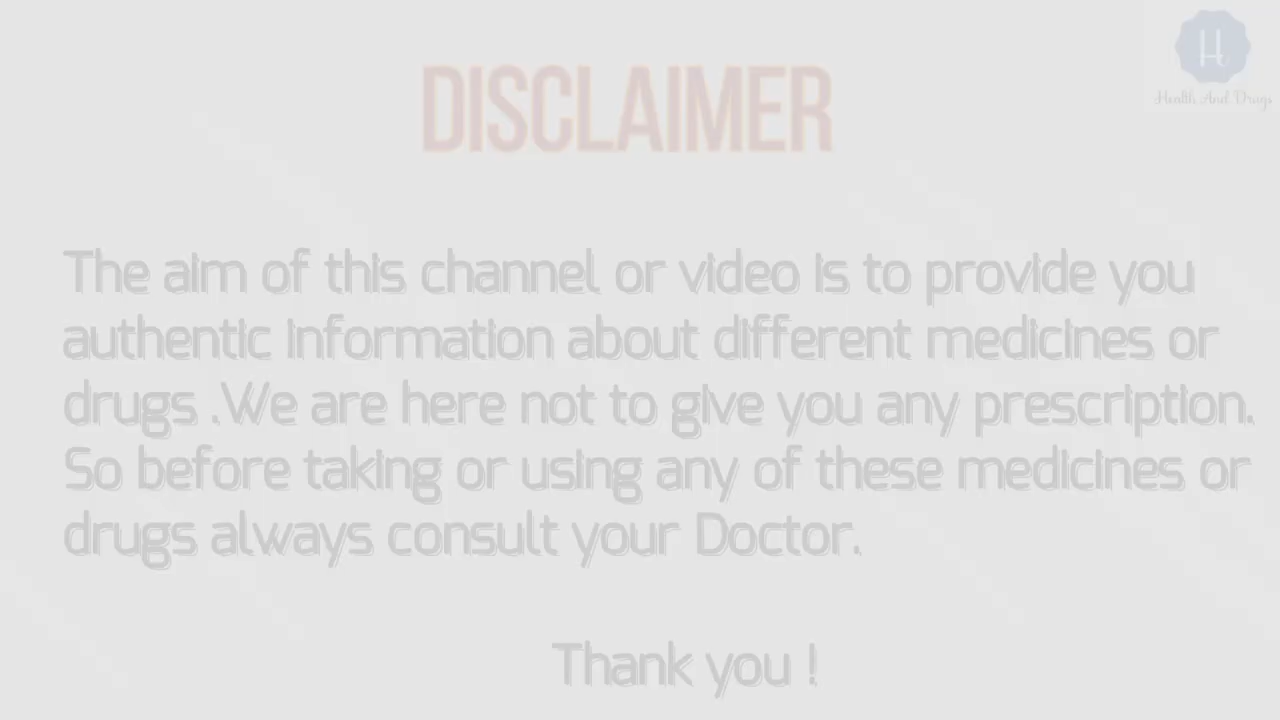 H
Health And Drugs
DISCLAIMER
The aim of this channel or video is to provide you
authentic information about different medicines or
drugs .We are here not to give you any prescription.
So before taking or using any of these medicines or
drugs always consult your Doctor.
Thank you !